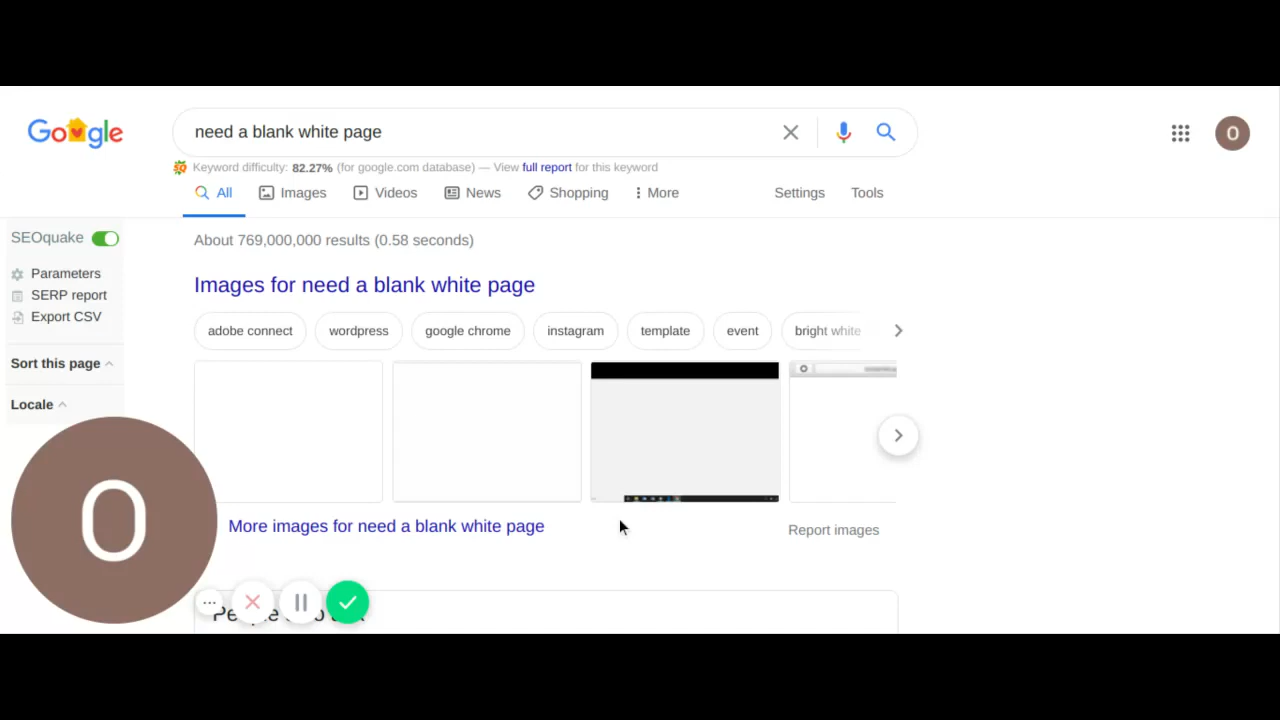 Google
need a blank white page
O
SQ Keyword difficulty: 82.27% (for google.com database) — View full report for this keyword
All Images Videos News Shopping More Settings Tools
SEOquake
About 769,000,000 results (0.58 seconds)
Parameters
SERP report
Export CSV
Images for need a blank white page
adobe connect wordpress google chrome instagram template event bright white
Sort this page
Locale
O
More images for need a blank white page
Report images